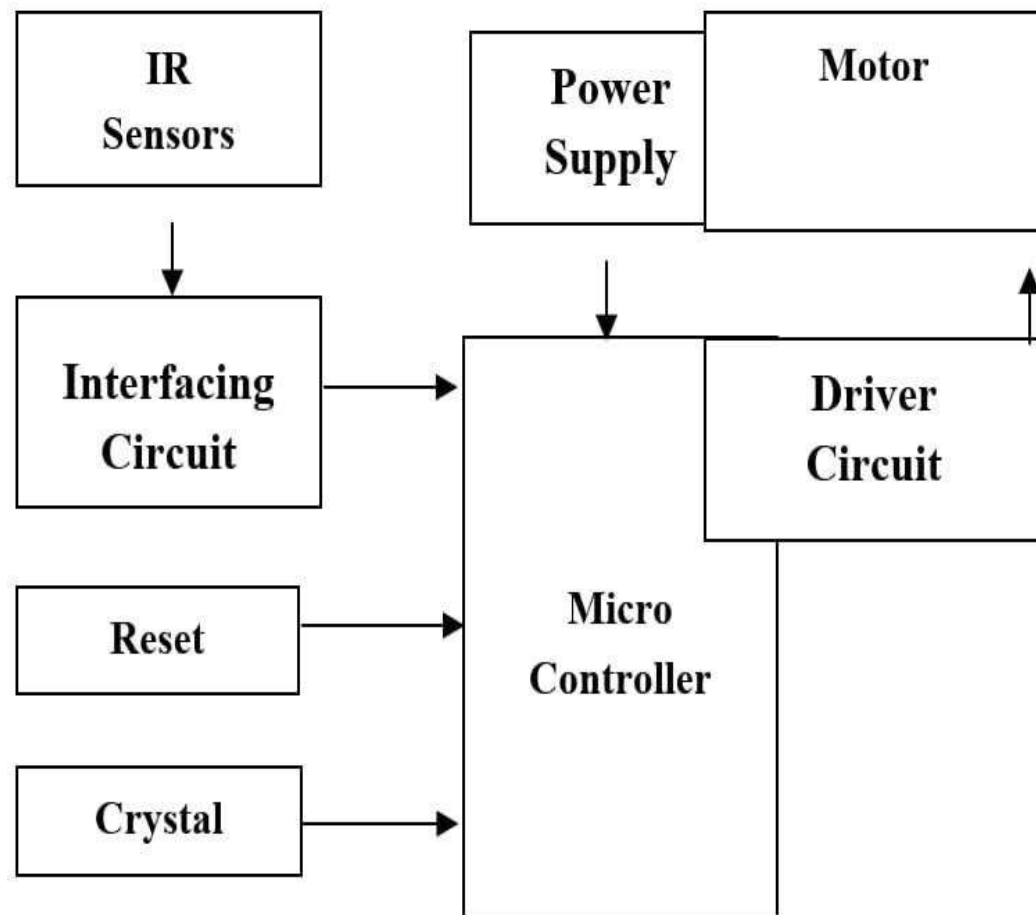 IR
Sensors
Power
Supply
Motor
Interfacing
Circuit
Driver
Circuit
Reset
Micro
Controller
Crystal